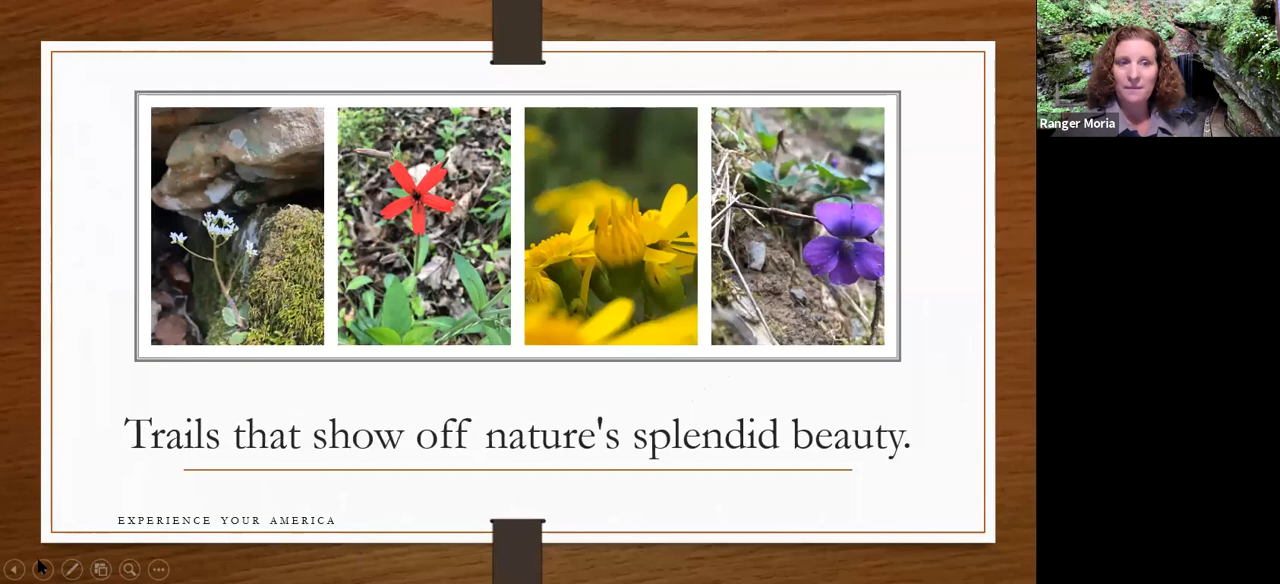 Ranger Moria
Trails that show off nature's splendid beauty.
EXPERIENCE YOUR AMERICA